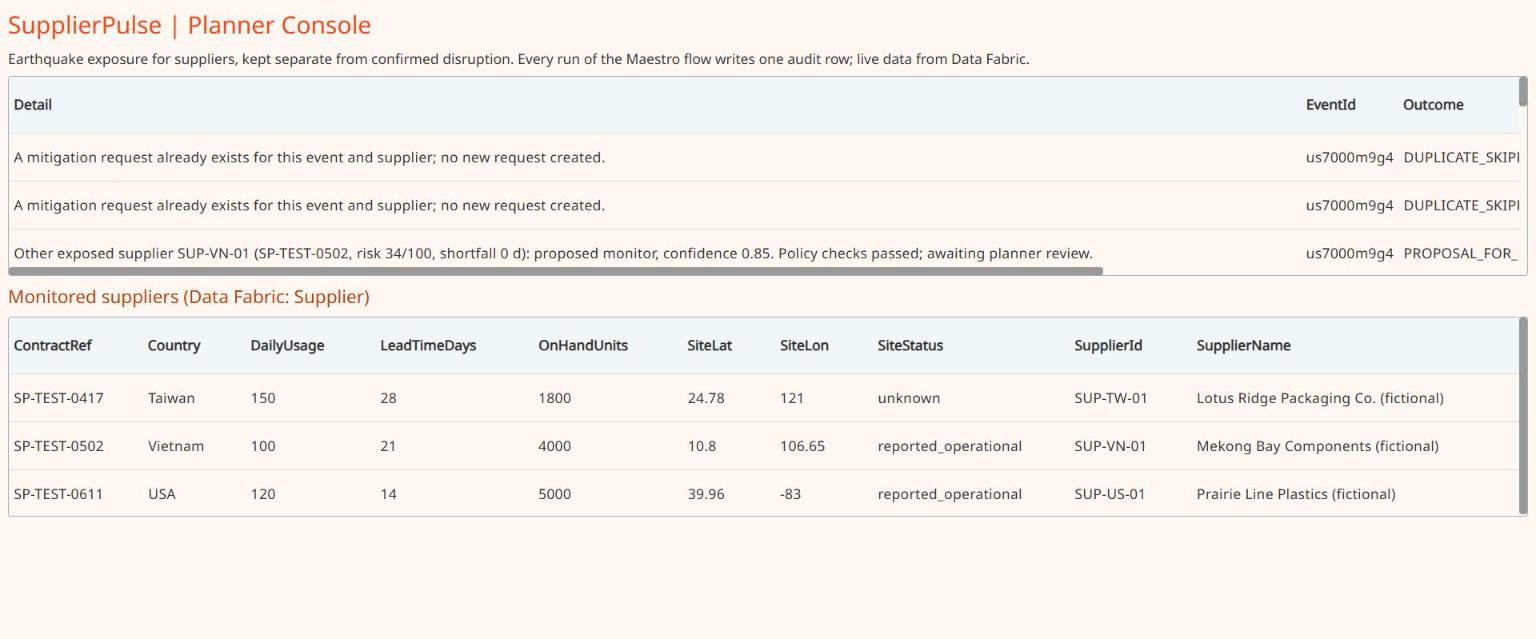 SupplierPulse | Planner Console
Earthquake exposure for suppliers, kept separate from confirmed disruption. Every run of the Maestro flow writes one audit row; live data from Data Fabric.
Detail EventId Outcome
A mitigation request already exists for this event and supplier; no new request created. us7000m9g4 DUPLICATE_SKIP
A mitigation request already exists for this event and supplier; no new request created. us7000m9g4 DUPLICATE_SKIP
Other exposed supplier SUP-VN-01 (SP-TEST-0502, risk 34/100, shortfall 0 d): proposed monitor, confidence 0.85. Policy checks passed; awaiting planner review. us7000m9g4 PROPOSAL_FOR_
Monitored suppliers (Data Fabric: Supplier)
ContractRef Country DailyUsage LeadTimeDays OnHandUnits SiteLat SiteLon SiteStatus SupplierId SupplierName
SP-TEST-0417 Taiwan 150 28 1800 24.78 121 unknown SUP-TW-01 Lotus Ridge Packaging Co. (fictional)
SP-TEST-0502 Vietnam 100 21 4000 10.8 106.65 reported_operational SUP-VN-01 Mekong Bay Components (fictional)
SP-TEST-0611 USA 120 14 5000 39.96 -83 reported_operational SUP-US-01 Prairie Line Plastics (fictional)